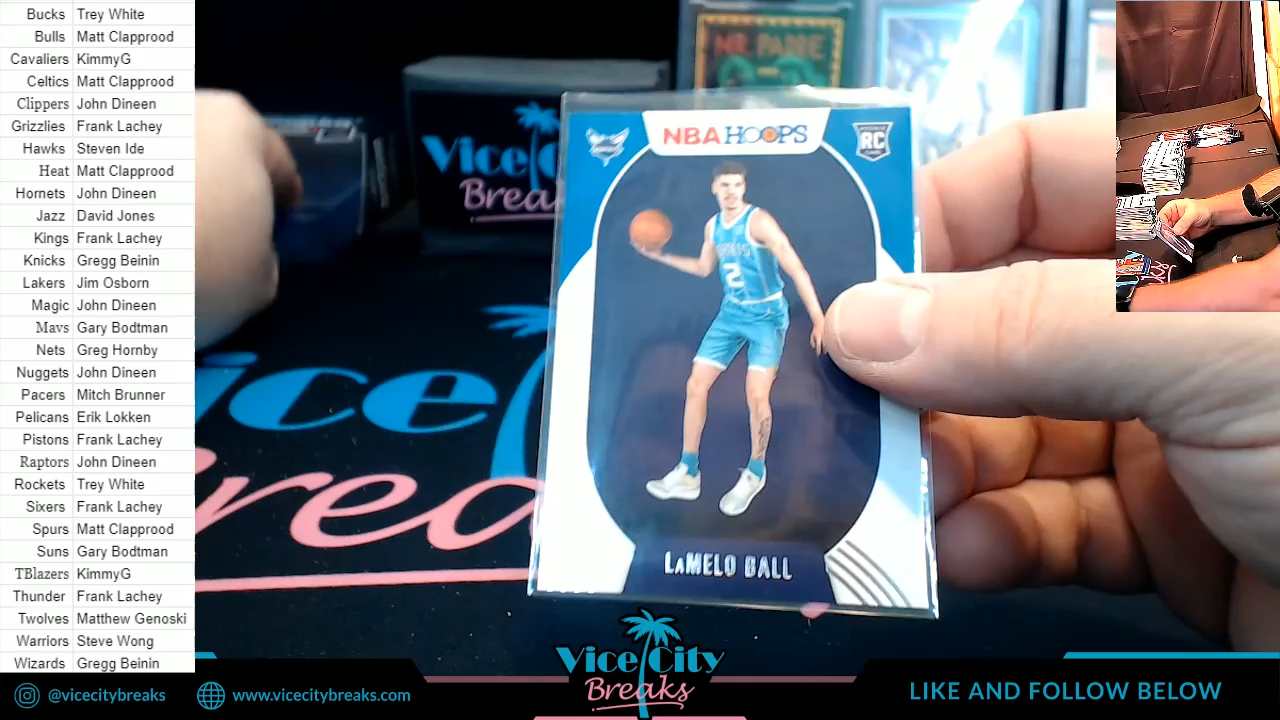 Bucks Trey White
Bulls Matt Clapprood
Cavaliers KimmyG
Celtics Matt Clapprood
Clippers John Dineen
Grizzlies Frank Lachey
Hawks Steven Ide
Heat Matt Clapprood
Hornets John Dineen
Jazz David Jones
Kings Frank Lachey
Knicks Gregg Beinin
Lakers Jim Osborn
Magic John Dineen
Mavs Gary Bodtman
Nets Greg Hornby
Nuggets John Dineen
Pacers Mitch Brunner
Pelicans Erik Lokken
Pistons Frank Lachey
Raptors John Dineen
Rockets Trey White
Sixers Frank Lachey
Spurs Matt Clapprood
Suns Gary Bodtman
TBlazers KimmyG
Thunder Frank Lachey
Twolves Matthew Genoski
Warriors Steve Wong
Wizards Gregg Beinin
NBA HOOPS
RC
2
LaMELO BALL
Vice City
Breaks
@vicecitybreaks
www.vicecitybreaks.com
LIKE AND FOLLOW BELOW